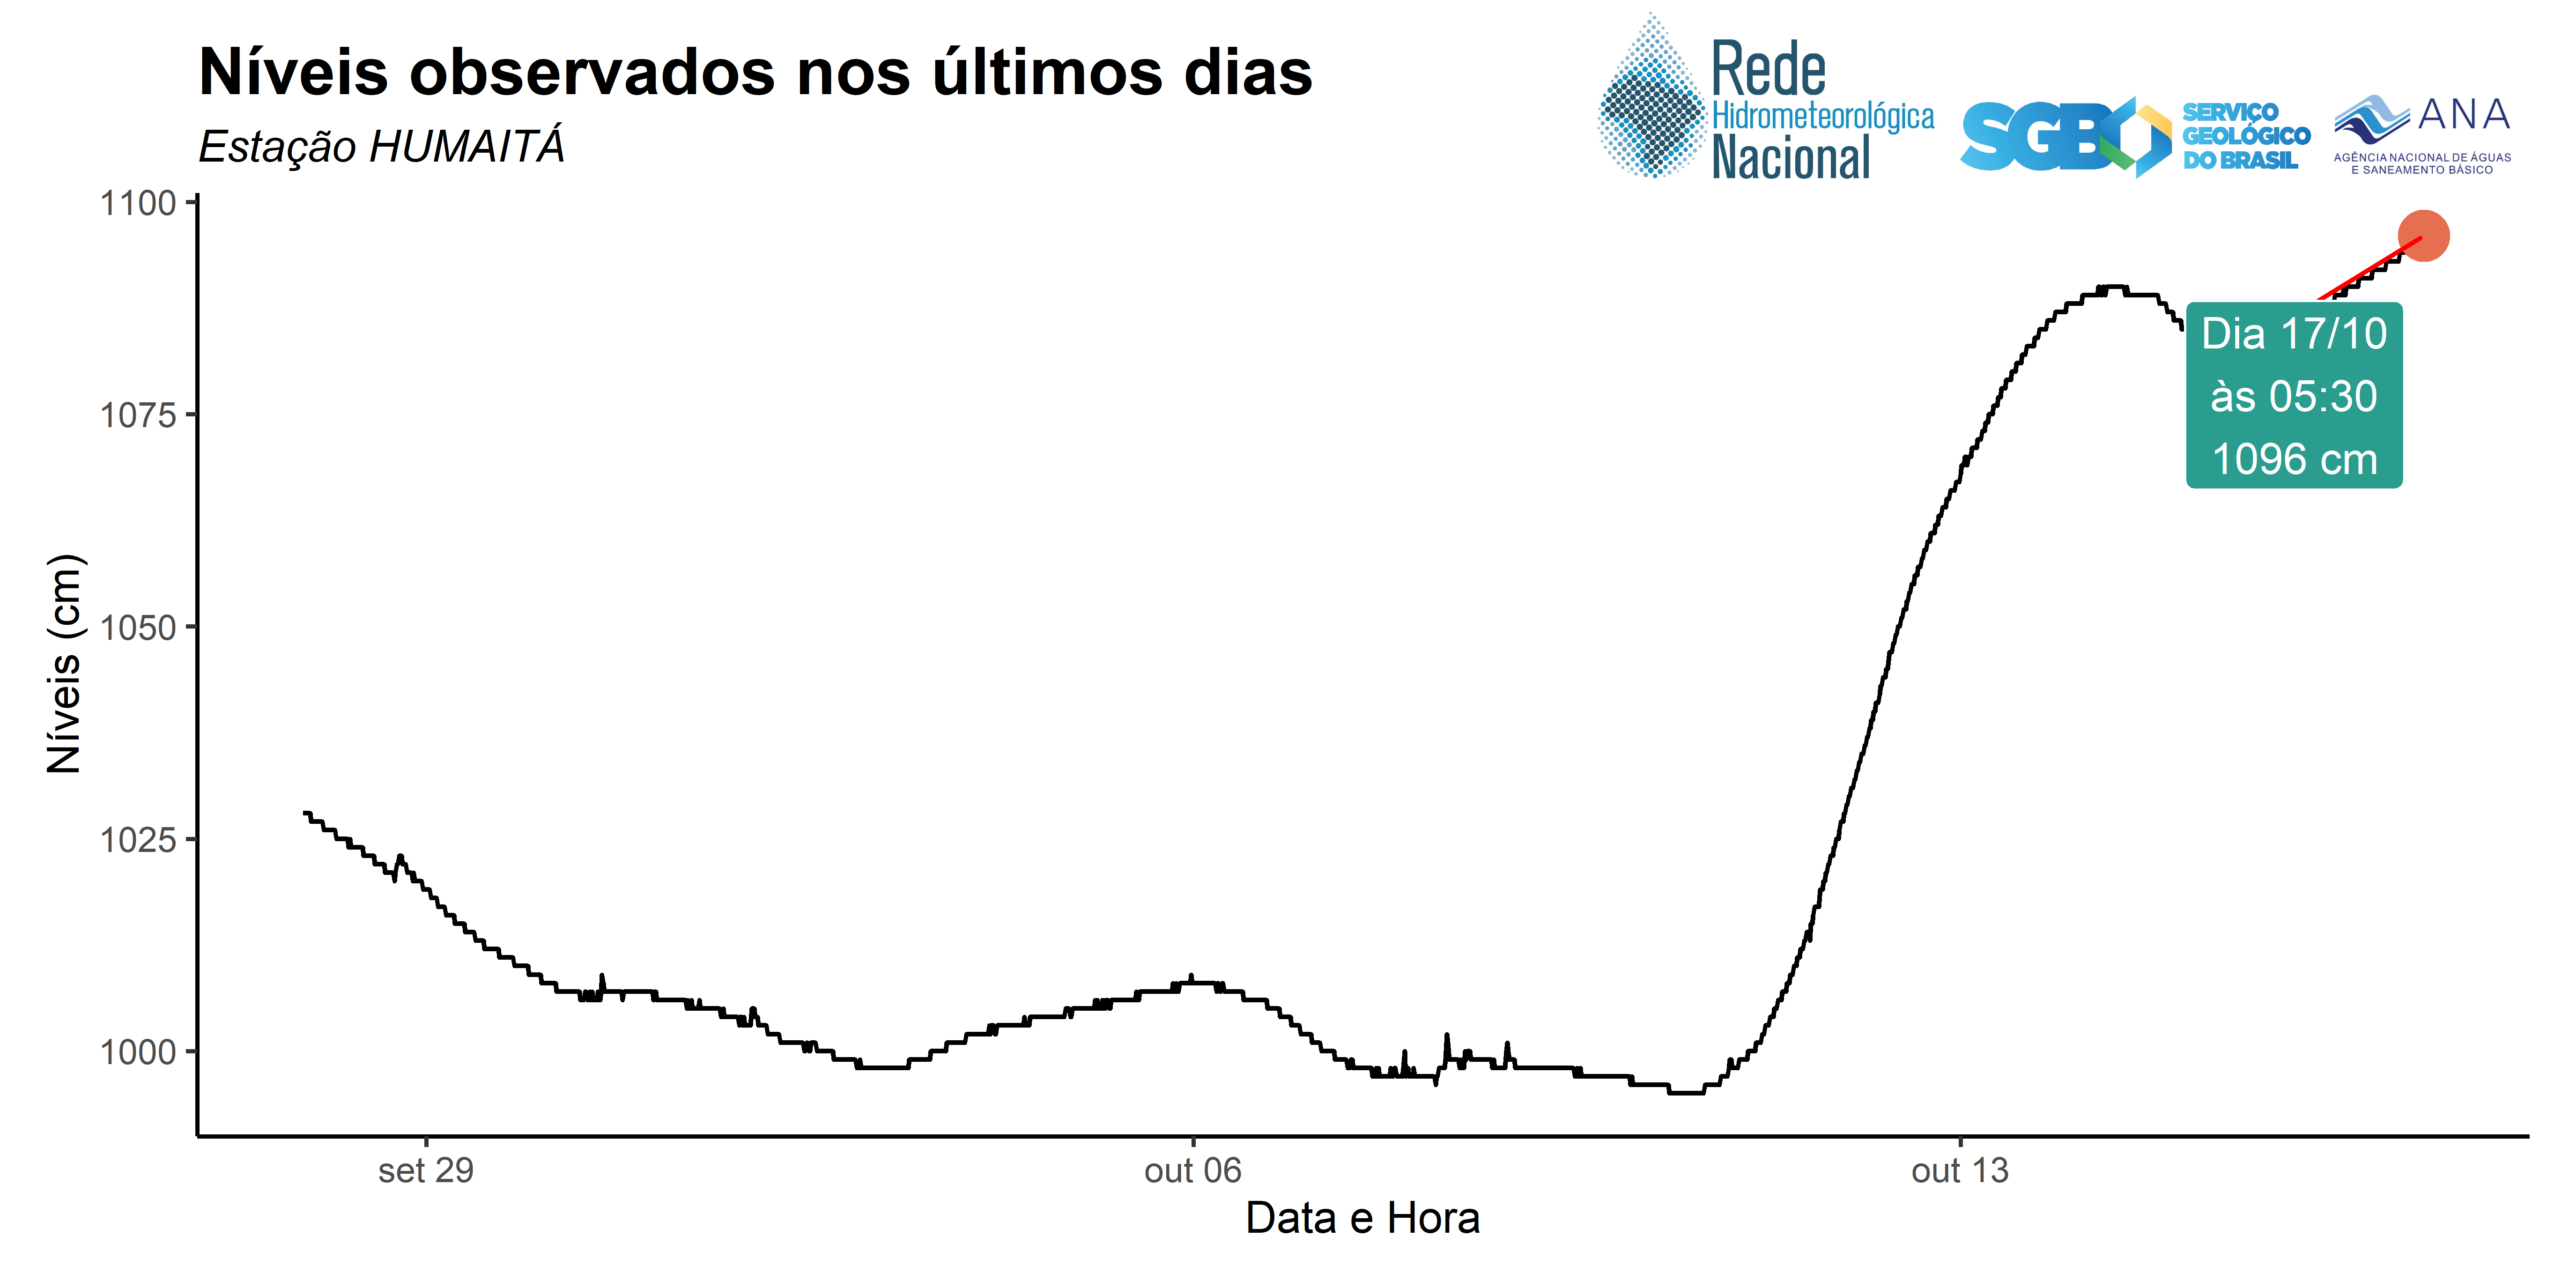 Níveis observados nos últimos dias
Estação HUMAITÁ
Rede
Hidrometeorológica
Nacional
SGB
SERVIÇO
GEOLÓGICO
DO BRASIL
ANA
AGÊNCIA NACIONAL DE ÁGUAS
E SANEAMENTO BÁSICO
Níveis (cm)
1100
1075
1050
1025
1000
Dia 17/10
às 05:30
1096 cm
set 29
out 06
out 13
Data e Hora